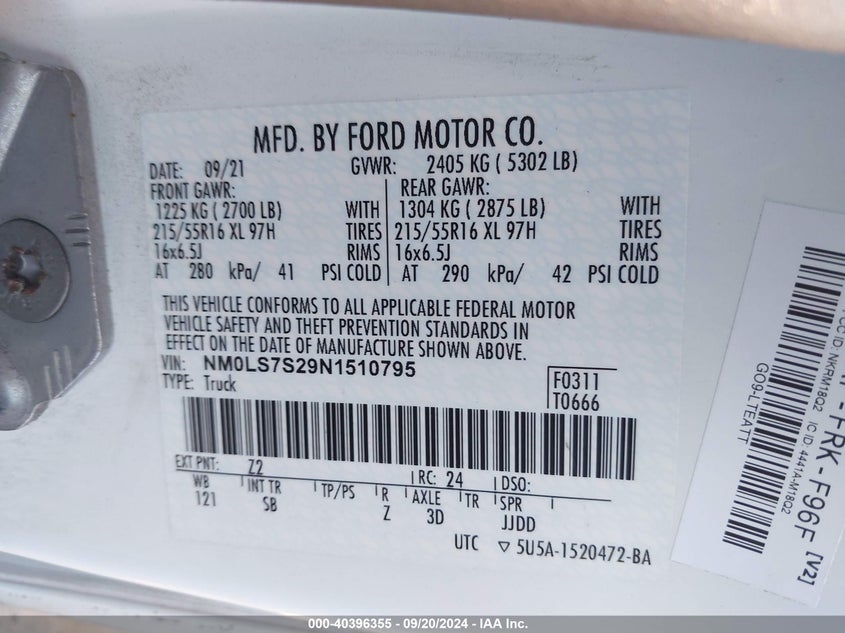 MFD. BY FORD MOTOR CO.
DATE: 09/21 GVWR: 2405 KG ( 5302 LB)
FRONT GAWR: REAR GAWR:
1225 KG ( 2700 LB) WITH 1304 KG ( 2875 LB) WITH
215/55R16 XL 97H TIRES 215/55R16 XL 97H TIRES
16x6.5J RIMS 16x6.5J RIMS
AT 280 kPa/ 41 PSI COLD AT 290 kPa/ 42 PSI COLD
THIS VEHICLE CONFORMS TO ALL APPLICABLE FEDERAL MOTOR
VEHICLE SAFETY AND THEFT PREVENTION STANDARDS IN
EFFECT ON THE DATE OF MANUFACTURE SHOWN ABOVE.
VIN: NM0LS7S29N1510795
TYPE: Truck
F0311
T0666
EXT PNT: Z2 RC: 24 DSO:
WB INT TR TP/PS R AXLE TR SPR
121 SB Z 3D JJDD
UTC ▽ 5U5A-1520472-BA
FRK-F96F [V2]
IC ID: 4441A-M18Q2
NKRM18Q2
GO9-LTEATT
000-40396355 - 09/20/2024 - IAA Inc.